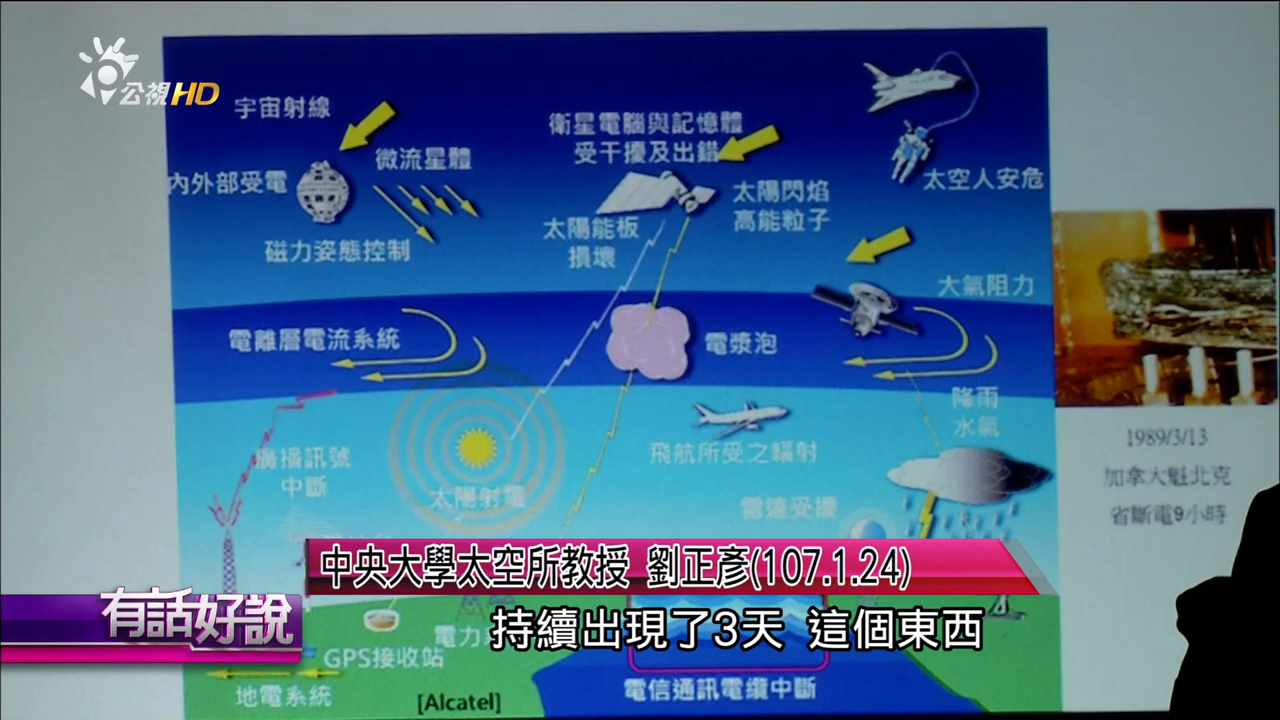 公視HD
宇宙射線
微流星體
內外部受電
磁力姿態控制
衛星電腦與記憶體
受干擾及出錯
太陽能板
損壞
太陽閃焰
高能粒子
太空人安危
大氣阻力
電離層電流系統
電漿泡
降雨
水氣
飛航所受之輻射
廣播訊號
中斷
太陽射電
雷達受擾
1989/3/13
加拿大魁北克
省斷電9小時
中央大學太空所教授 劉正彥(107.1.24)
有話好說
持續出現了3天 這個東西
電力
GPS接收站
地電系統
[Alcatel]
電信通訊電纜中斷